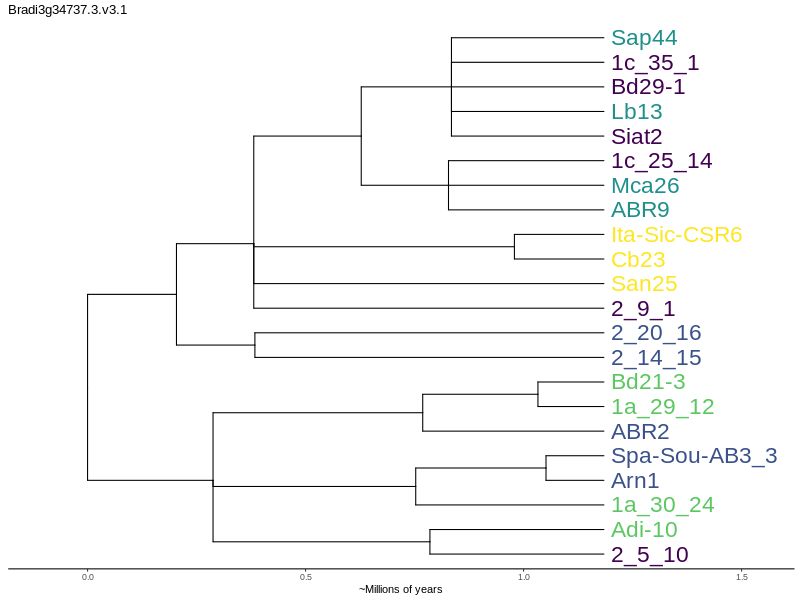 Bradi3g34737.3.v3.1
Sap44
1c_35_1
Bd29-1
Lb13
Siat2
1c_25_14
Mca26
ABR9
Ita-Sic-CSR6
Cb23
San25
2_9_1
2_20_16
2_14_15
Bd21-3
1a_29_12
ABR2
Spa-Sou-AB3_3
Arn1
1a_30_24
Adi-10
2_5_10
0.0 0.5 1.0 1.5
~Millions of years